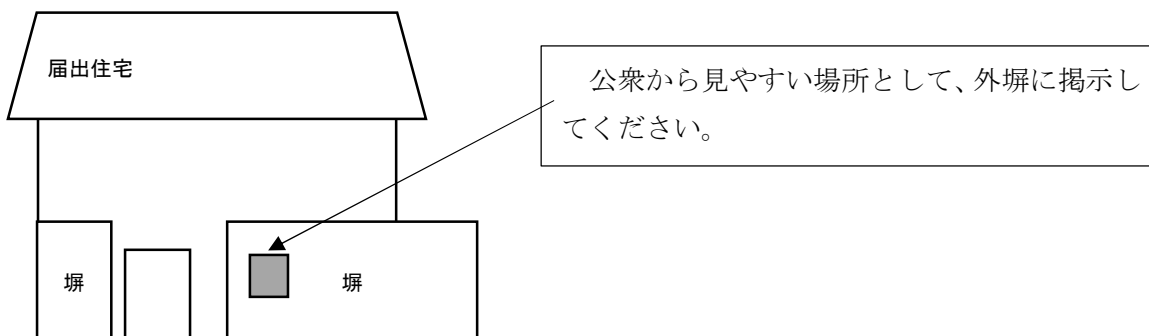 届出住宅
公衆から見やすい場所として、外塀に掲示し
てください。
塀
塀